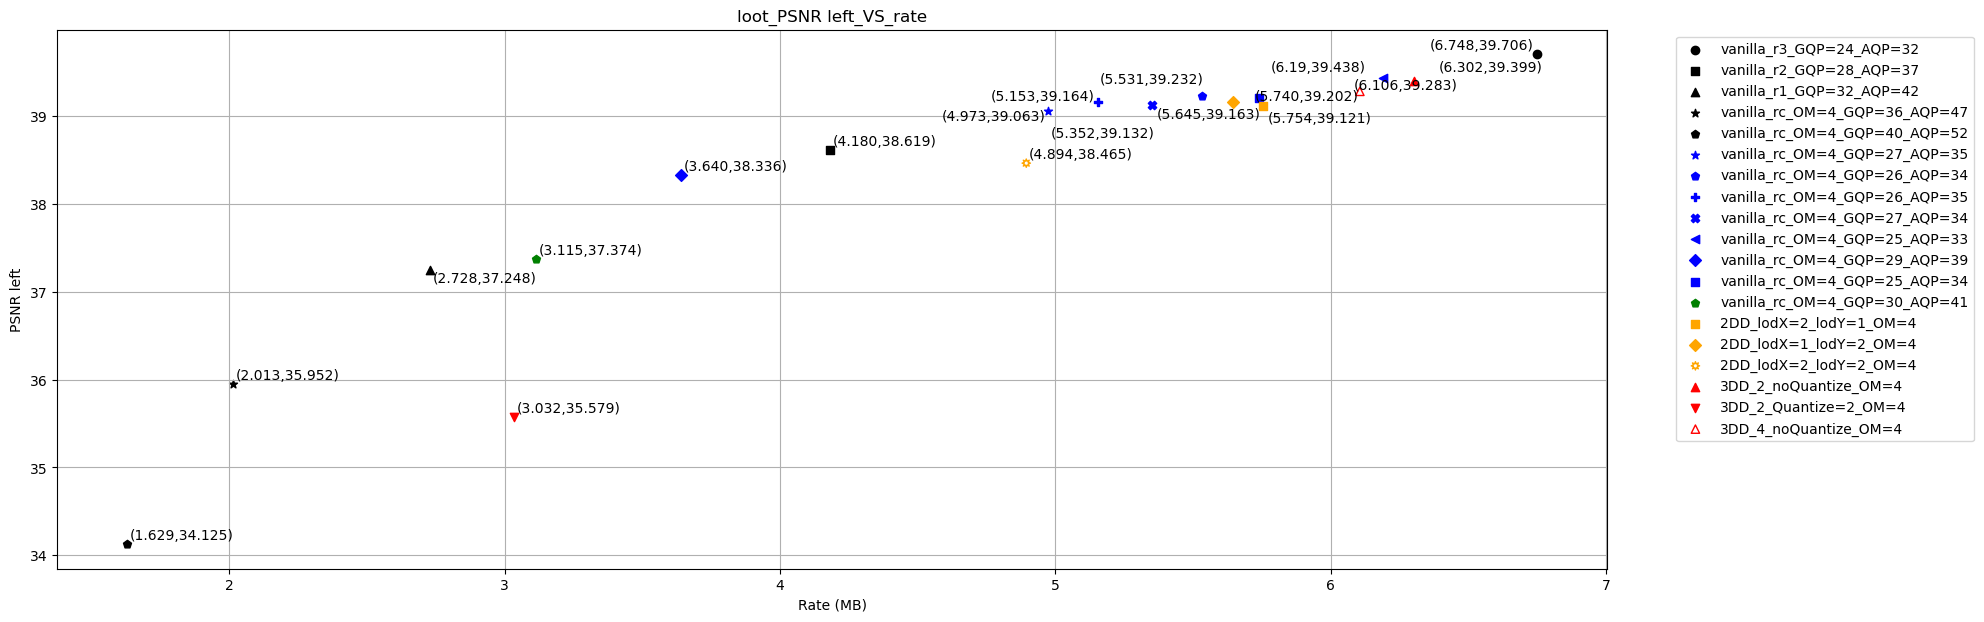 loot_PSNR left_VS_rate
PSNR left
39
38
37
36
35
34
(6.748,39.706)
(6.19,39.438)
(6.302,39.399)
(5.531,39.232)
(6.106,39.283)
(5.153,39.164)
(5.740,39.202)
(4.973,39.063)
(5.645,39.163)
(5.754,39.121)
(5.352,39.132)
(4.180,38.619)
(4.894,38.465)
(3.640,38.336)
(3.115,37.374)
(2.728,37.248)
(2.013,35.952)
(3.032,35.579)
(1.629,34.125)
2
3
4
5
6
7
Rate (MB)
vanilla_r3_GQP=24_AQP=32
vanilla_r2_GQP=28_AQP=37
vanilla_r1_GQP=32_AQP=42
vanilla_rc_OM=4_GQP=36_AQP=47
vanilla_rc_OM=4_GQP=40_AQP=52
vanilla_rc_OM=4_GQP=27_AQP=35
vanilla_rc_OM=4_GQP=26_AQP=34
vanilla_rc_OM=4_GQP=26_AQP=35
vanilla_rc_OM=4_GQP=27_AQP=34
vanilla_rc_OM=4_GQP=25_AQP=33
vanilla_rc_OM=4_GQP=29_AQP=39
vanilla_rc_OM=4_GQP=25_AQP=34
vanilla_rc_OM=4_GQP=30_AQP=41
2DD_lodX=2_lodY=1_OM=4
2DD_lodX=1_lodY=2_OM=4
2DD_lodX=2_lodY=2_OM=4
3DD_2_noQuantize_OM=4
3DD_2_Quantize=2_OM=4
3DD_4_noQuantize_OM=4